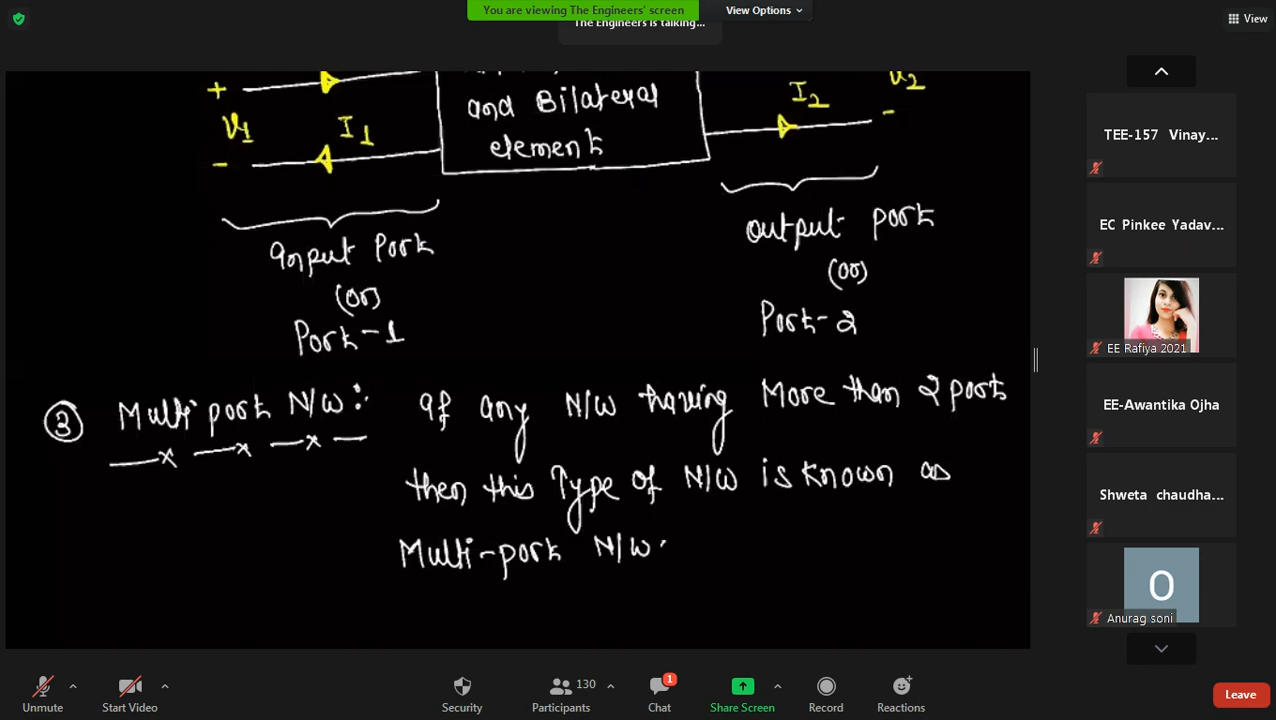 You are viewing The Engineers' screen
View Options
The Engineers is talking...
View
+
V1
I1
-
and Bilateral
element
I2
V2
-
Input Port
(or)
Port-1
output port
(or)
Port-2
3 Multi port N/w: If any N/w having More than 2 port
then this Type of N/w is known as
Multi-port N/w.
TEE-157 Vinay...
EC Pinkee Yadav...
EE Rafiya 2021
EE-Awantika Ojha
Shweta chaudha...
O
Anurag soni
Unmute
Start Video
Security
130
Participants
1
Chat
Share Screen
Record
Reactions
Leave